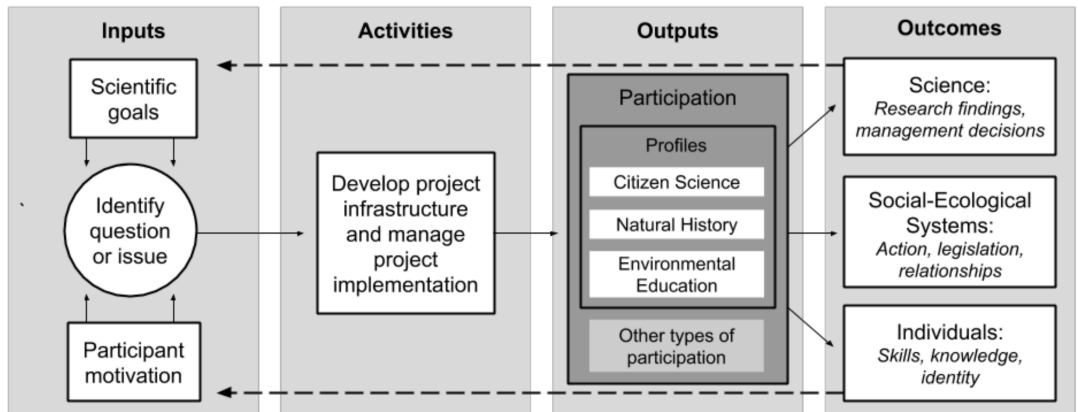 Inputs
Scientific
goals
Identify
question
or issue
Participant
motivation
Activities
Develop project
infrastructure
and manage
project
implementation
Outputs
Participation
Profiles
Citizen Science
Natural History
Environmental
Education
Other types of
participation
Outcomes
Science:
Research findings,
management decisions
Social-Ecological
Systems:
Action, legislation,
relationships
Individuals:
Skills, knowledge,
identity